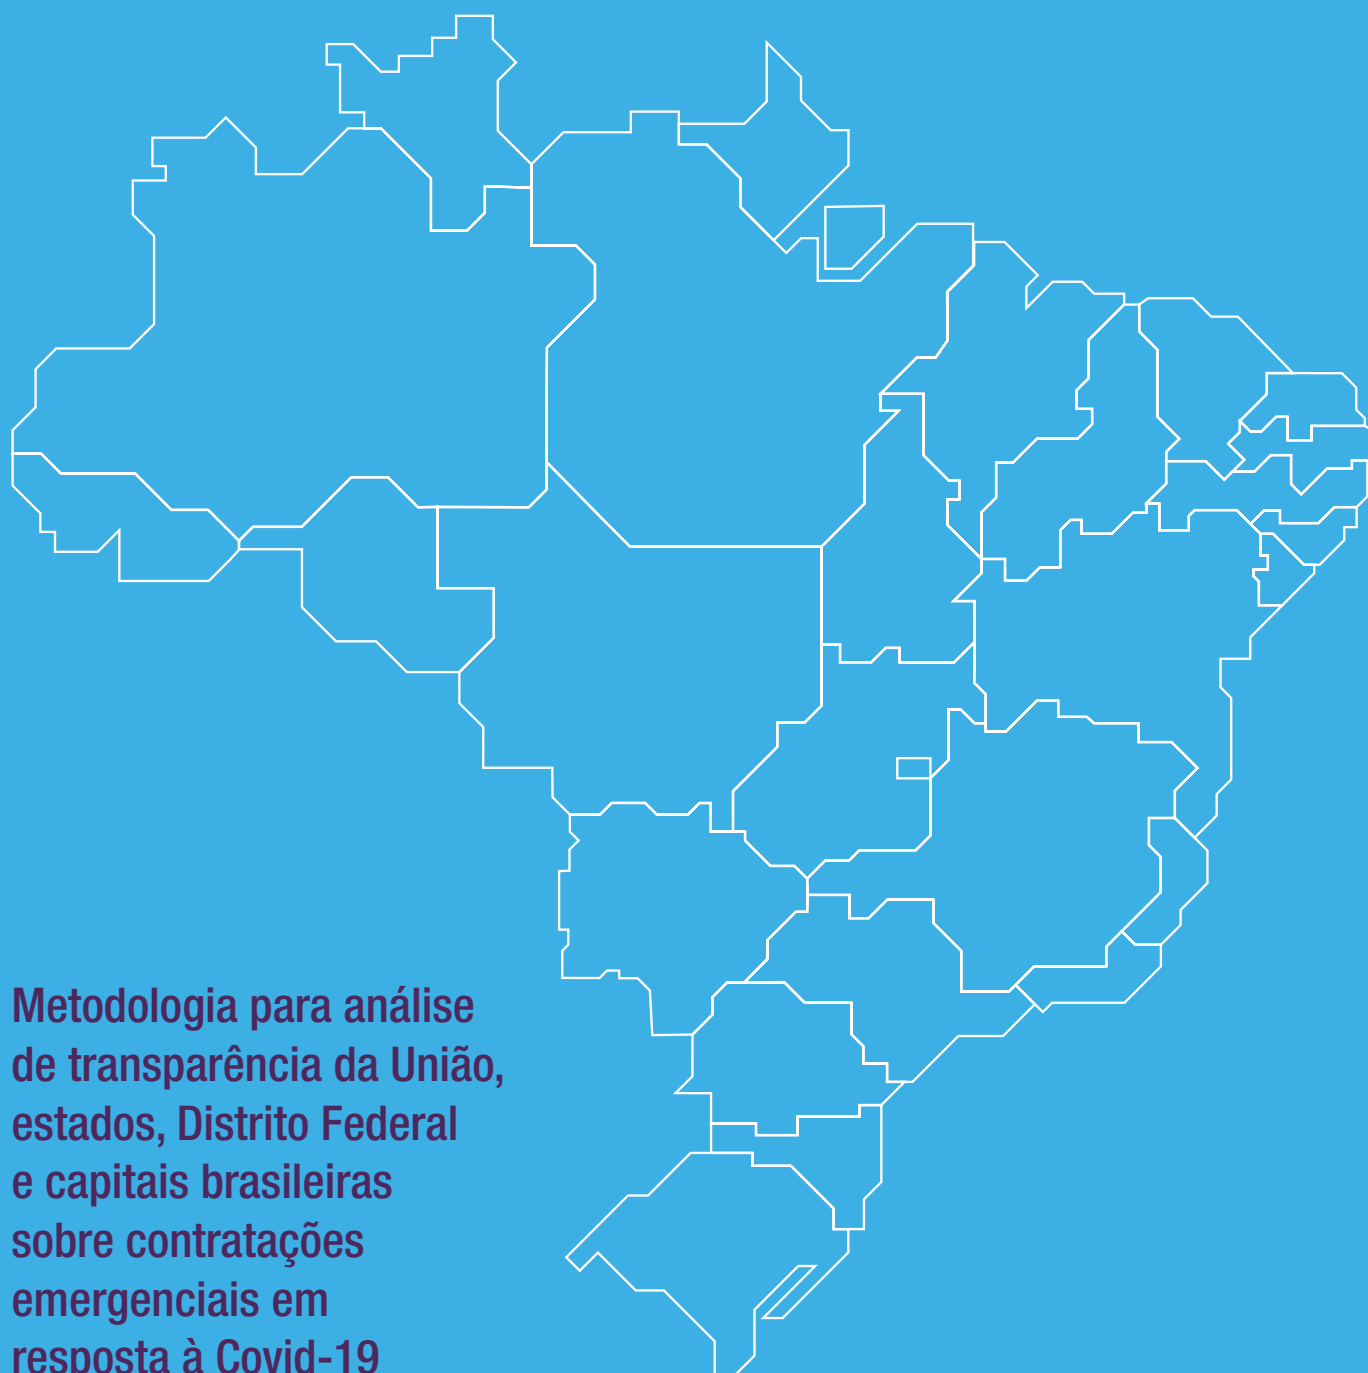 Metodologia para análise
de transparência da União,
estados, Distrito Federal
e capitais brasileiras
sobre contratações
emergenciais em
resposta à Covid-19